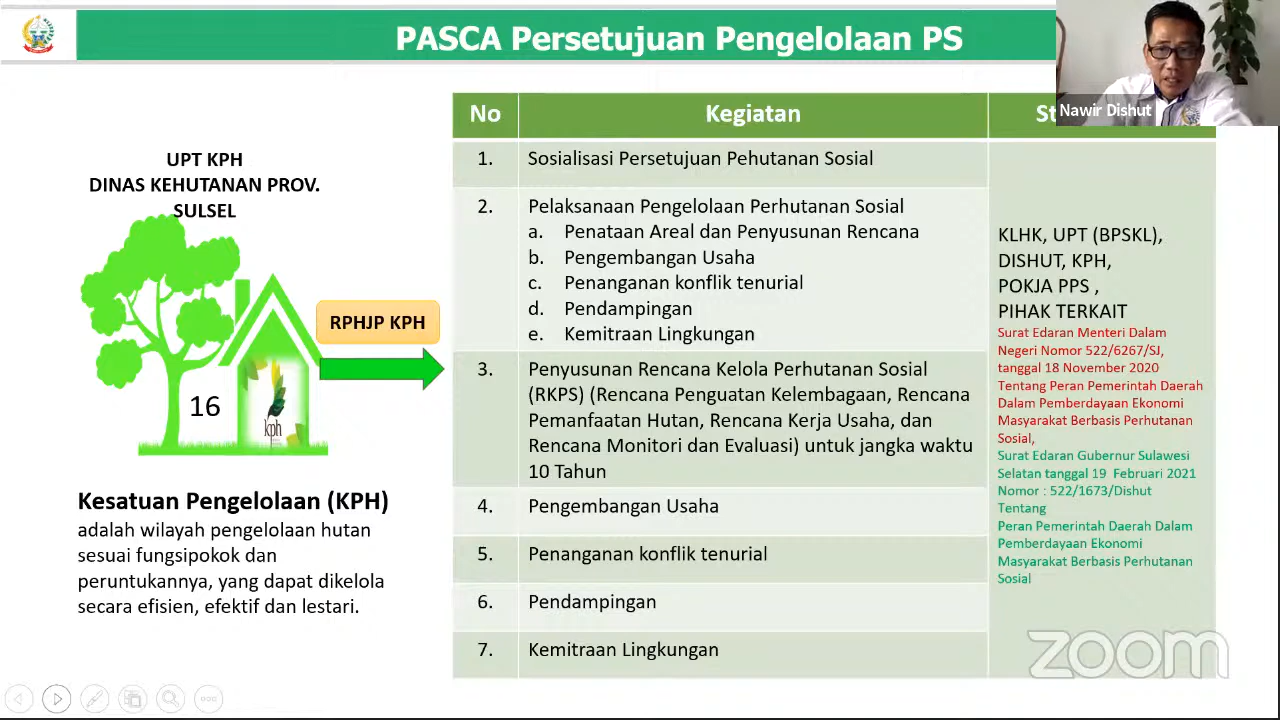 PASCA Persetujuan Pengelolaan PS
Nawir Dishut
UPT KPH
DINAS KEHUTANAN PROV.
SULSEL
RPHJP KPH
16
kph
Kesatuan Pengelolaan (KPH)
adalah wilayah pengelolaan hutan
sesuai fungsipokok dan
peruntukannya, yang dapat dikelola
secara efisien, efektif dan lestari.
No
Kegiatan
St
1.
Sosialisasi Persetujuan Pehutanan Sosial
2.
Pelaksanaan Pengelolaan Perhutanan Sosial
a. Penataan Areal dan Penyusunan Rencana
b. Pengembangan Usaha
c. Penanganan konflik tenurial
d. Pendampingan
e. Kemitraan Lingkungan
3.
Penyusunan Rencana Kelola Perhutanan Sosial
(RKPS) (Rencana Penguatan Kelembagaan, Rencana
Pemanfaatan Hutan, Rencana Kerja Usaha, dan
Rencana Monitori dan Evaluasi) untuk jangka waktu
10 Tahun
4.
Pengembangan Usaha
5.
Penanganan konflik tenurial
6.
Pendampingan
7.
Kemitraan Lingkungan
KLHK, UPT (BPSKL),
DISHUT, KPH,
POKJA PPS ,
PIHAK TERKAIT
Surat Edaran Menteri Dalam
Negeri Nomor 522/6267/SJ,
tanggal 18 November 2020
Tentang Peran Pemerintah Daerah
Dalam Pemberdayaan Ekonomi
Masyarakat Berbasis Perhutanan
Sosial,
Surat Edaran Gubernur Sulawesi
Selatan tanggal 19 Februari 2021
Nomor : 522/1673/Dishut
Tentang
Peran Pemerintah Daerah Dalam
Pemberdayaan Ekonomi
Masyarakat Berbasis Perhutanan
Sosial
zoom